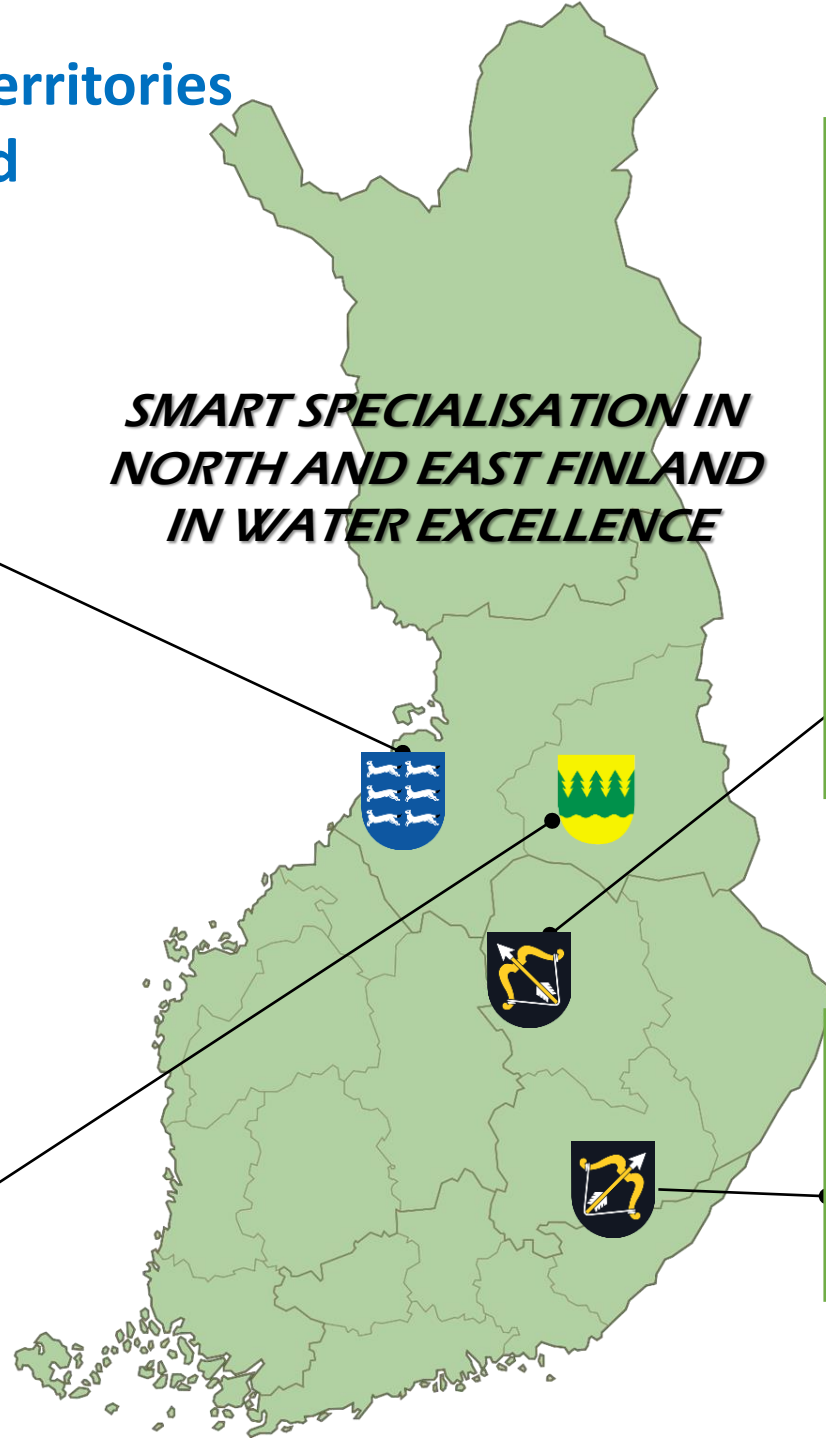 erritories
d
SMART SPECIALISATION IN
NORTH AND EAST FINLAND
IN WATER EXCELLENCE